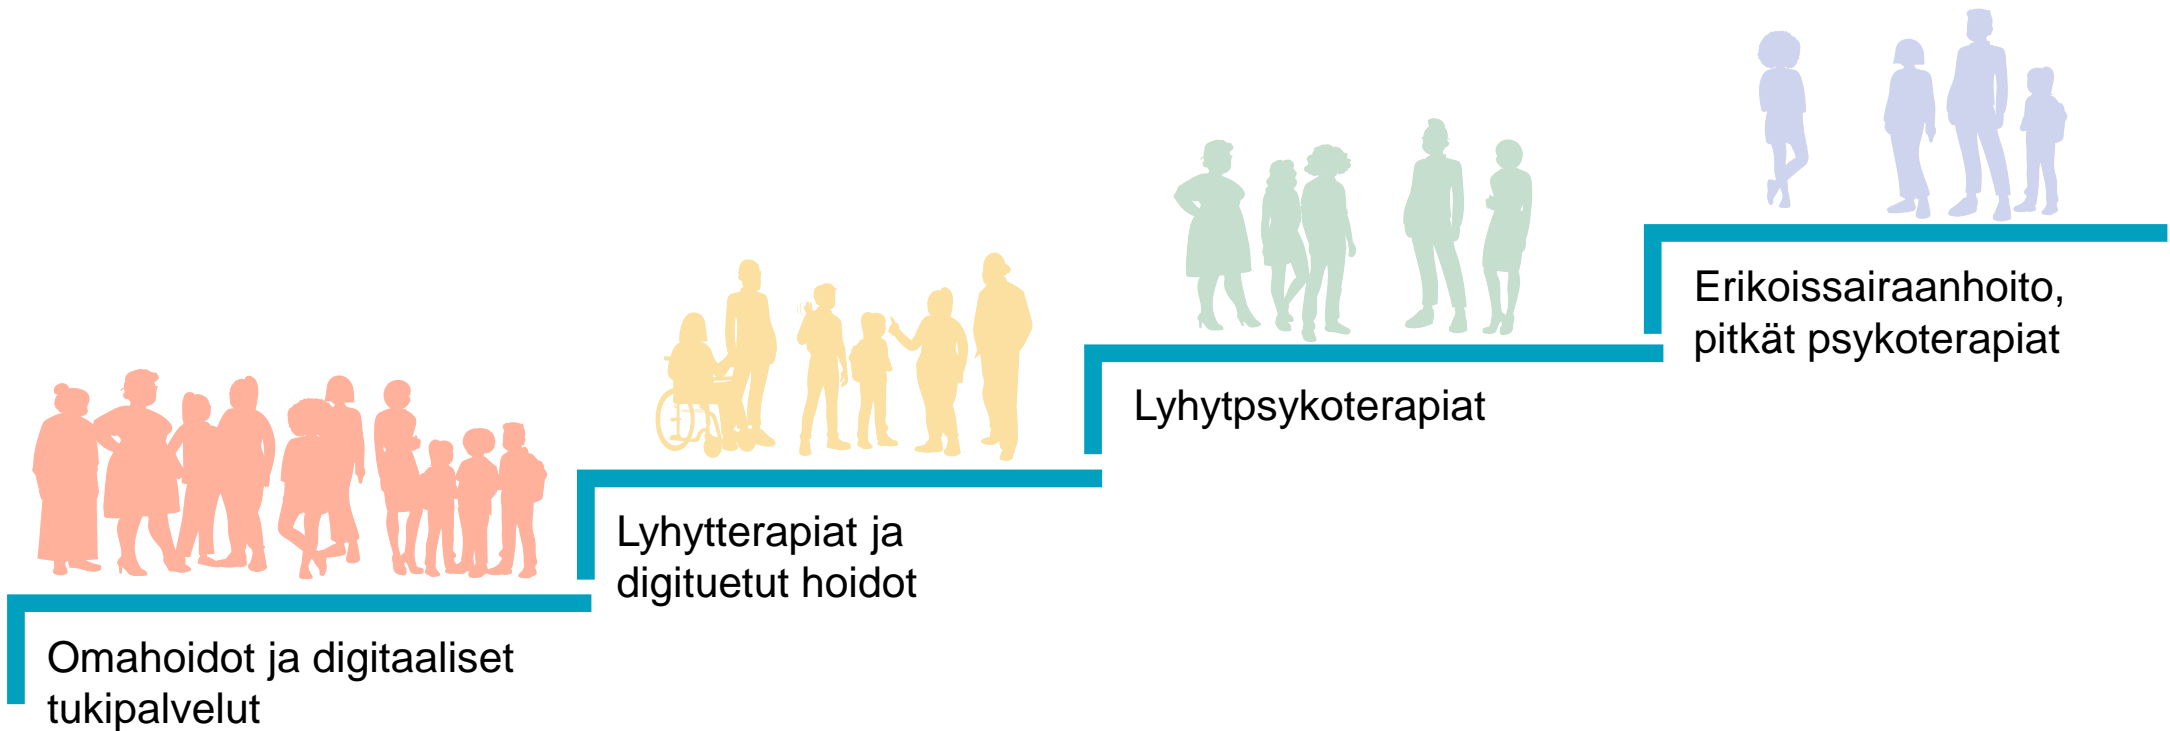 Omahoidot ja digitaaliset
tukipalvelut
Lyhytterapiat ja
digituetut hoidot
Lyhytpsykoterapiat
Erikoissairaanhoito,
pitkät psykoterapiat